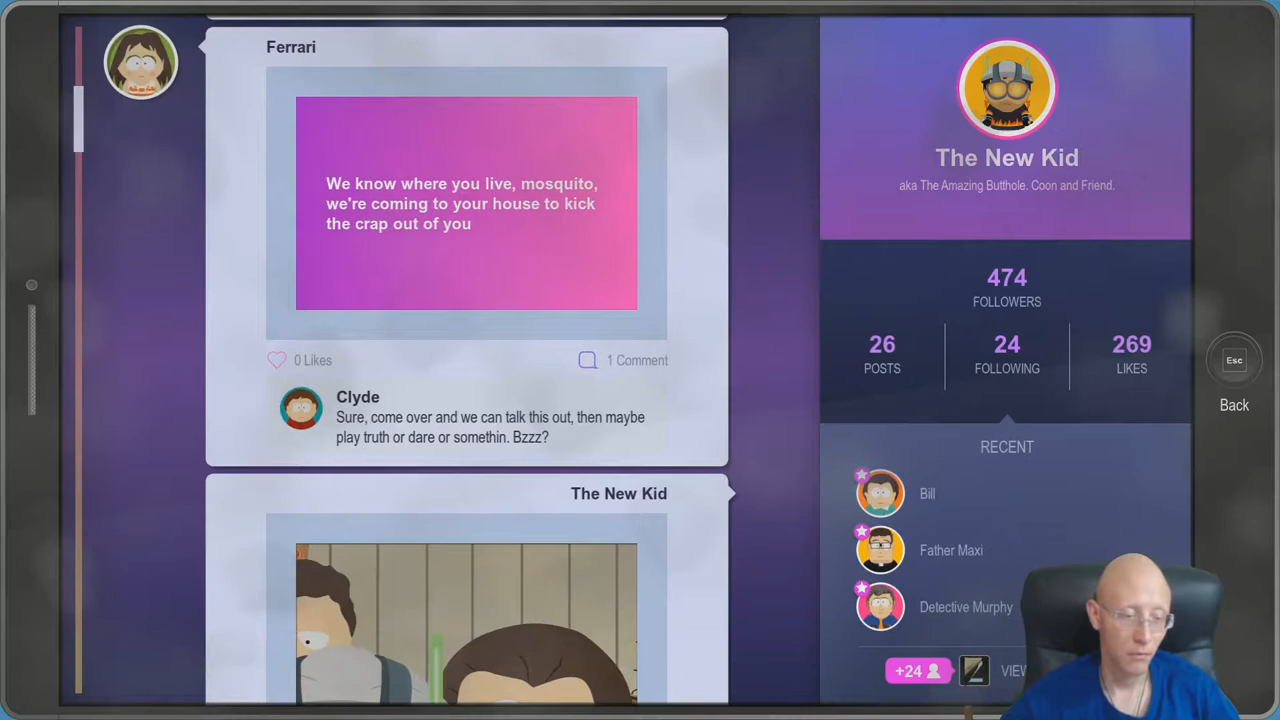 Ferrari
We know where you live, mosquito,
we're coming to your house to kick
the crap out of you
0 Likes
1 Comment
Clyde
Sure, come over and we can talk this out, then maybe
play truth or dare or somethin. Bzzz?
The New Kid
The New Kid
aka The Amazing Butthole. Coon and Friend.
474
FOLLOWERS
26
POSTS
24
FOLLOWING
269
LIKES
RECENT
Bill
Father Maxi
Detective Murphy
+24
VIEW
Esc
Back